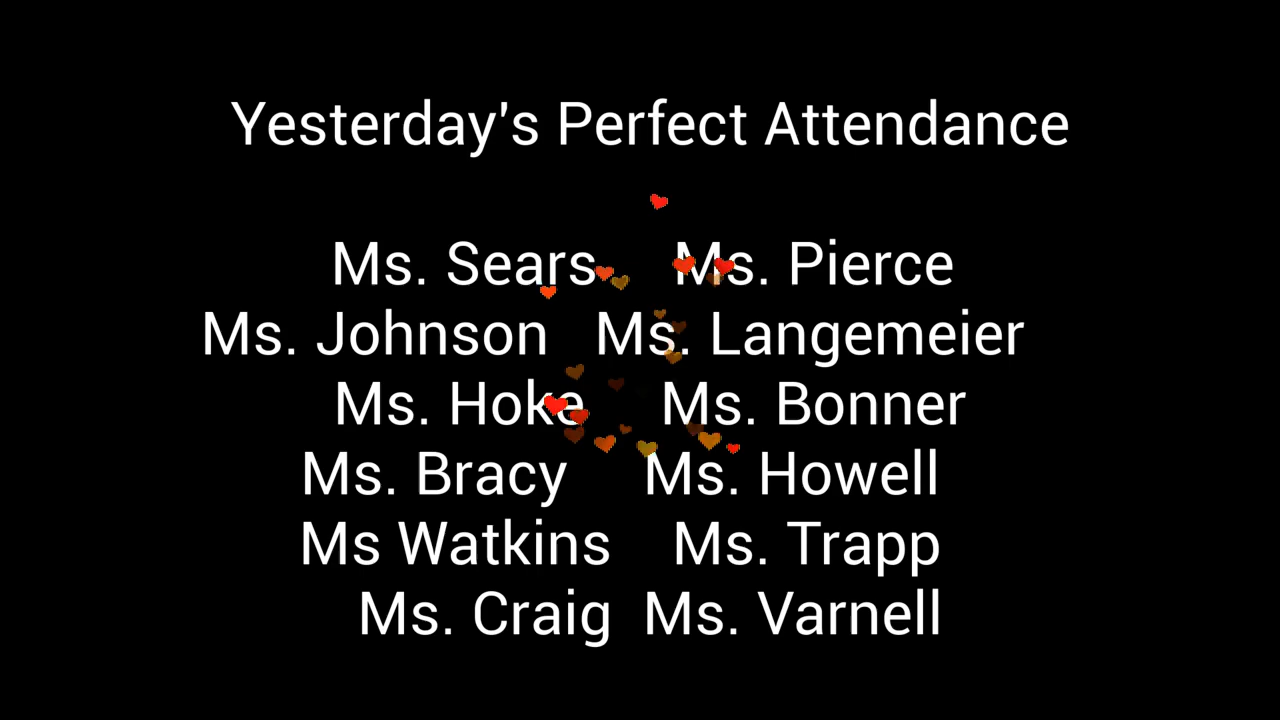 Yesterday's Perfect Attendance
Ms. Sears Ms. Pierce
Ms. Johnson Ms. Langemeier
Ms. Hoke Ms. Bonner
Ms. Bracy Ms. Howell
Ms Watkins Ms. Trapp
Ms. Craig Ms. Varnell